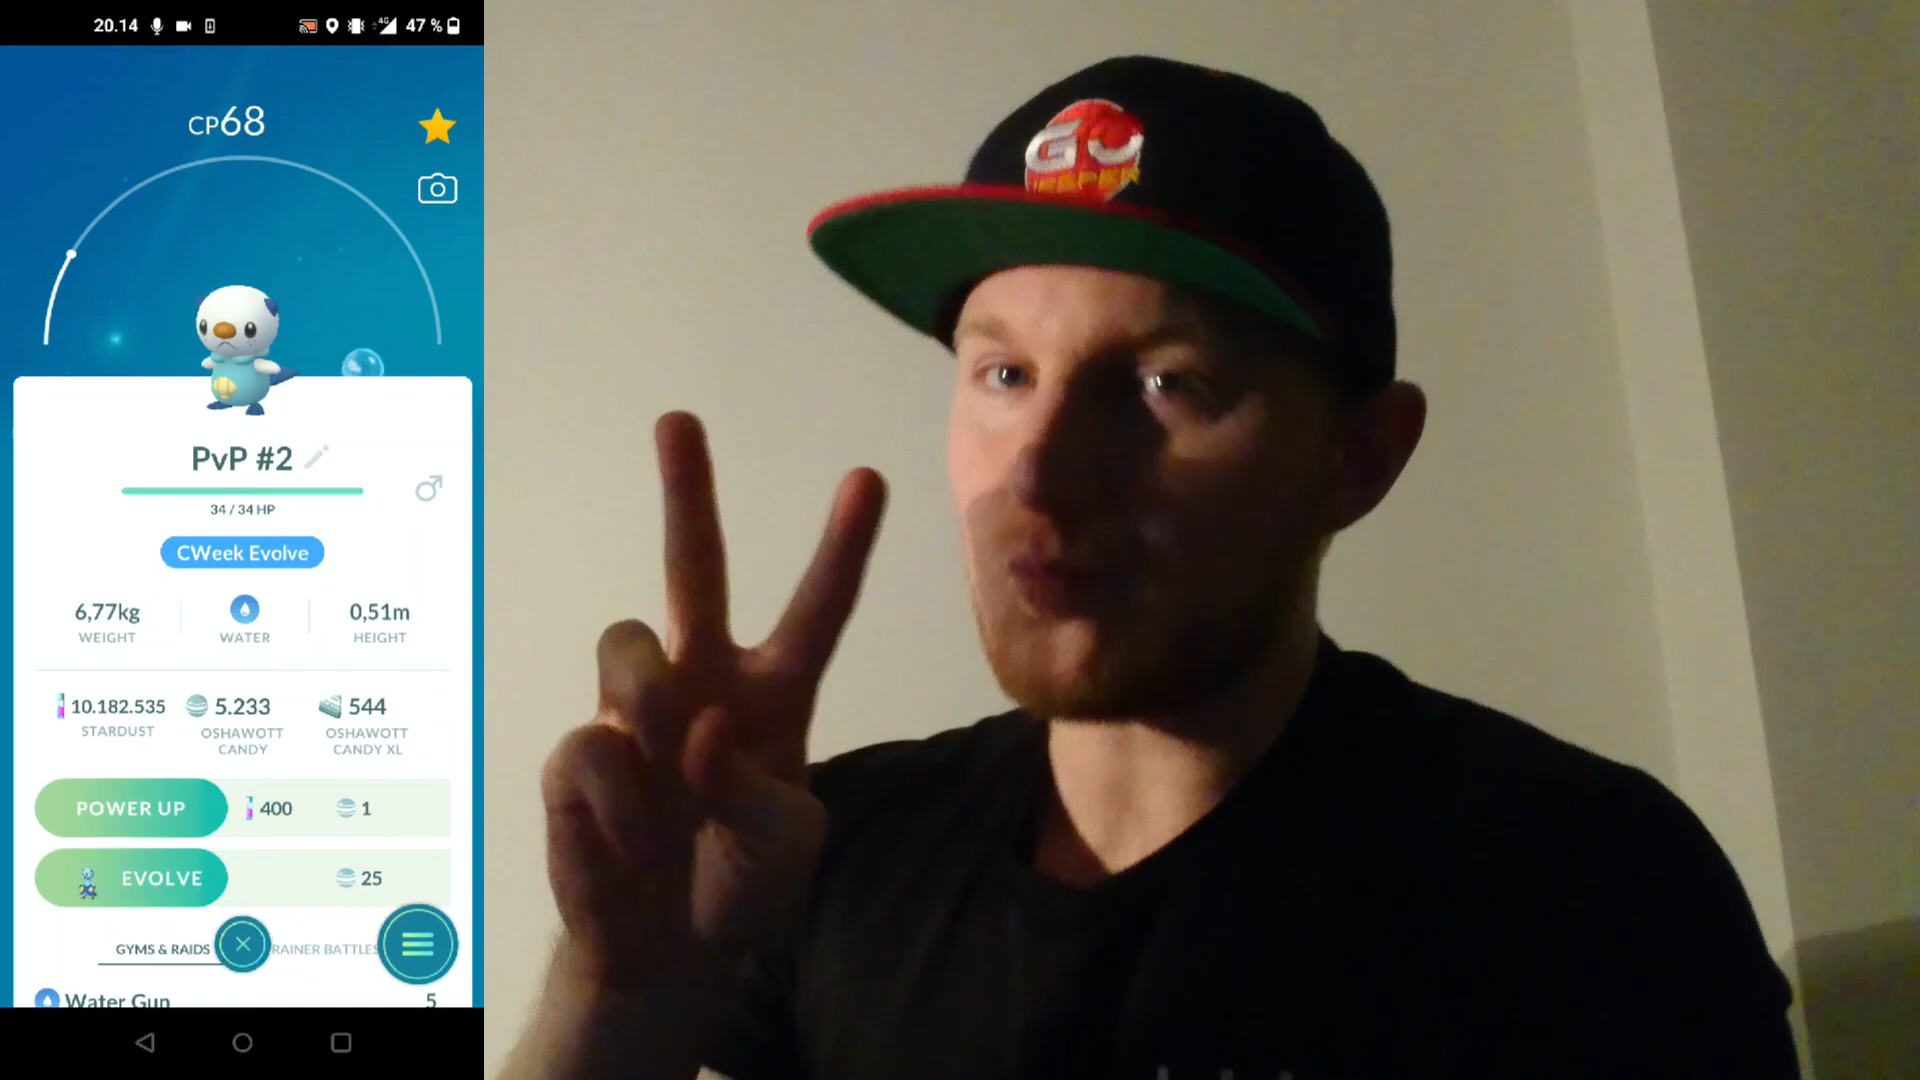 20.14
4G
47 %
CP68
PvP #2
34 / 34 HP
CWeek Evolve
6,77kg
WEIGHT
WATER
0,51m
HEIGHT
10.182.535
STARDUST
5.233
OSHAWOTT
CANDY
544
OSHAWOTT
CANDY XL
POWER UP
400
1
EVOLVE
25
GYMS & RAIDS
RAINER BATTLES
Water Gun
5
GO